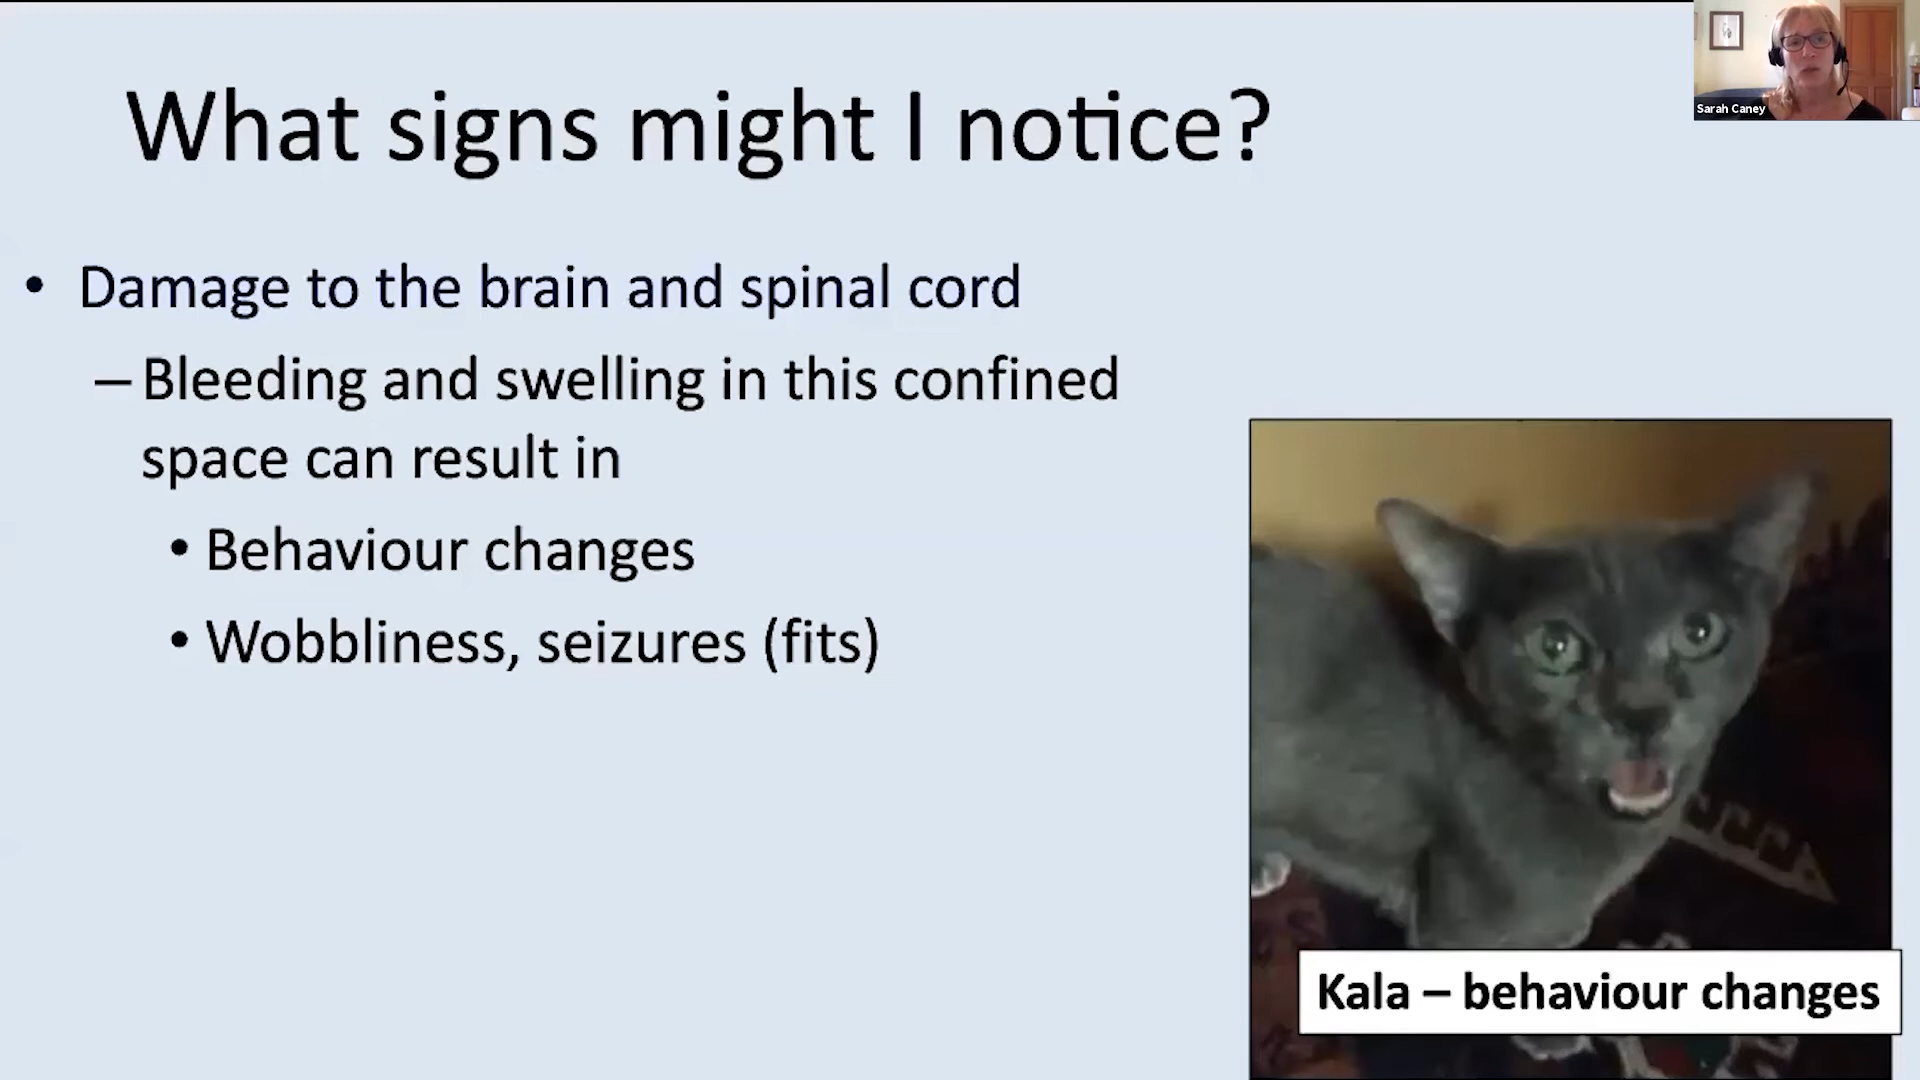 Sarah Caney
What signs might I notice?
• Damage to the brain and spinal cord
– Bleeding and swelling in this confined
space can result in
• Behaviour changes
• Wobbliness, seizures (fits)
Kala – behaviour changes